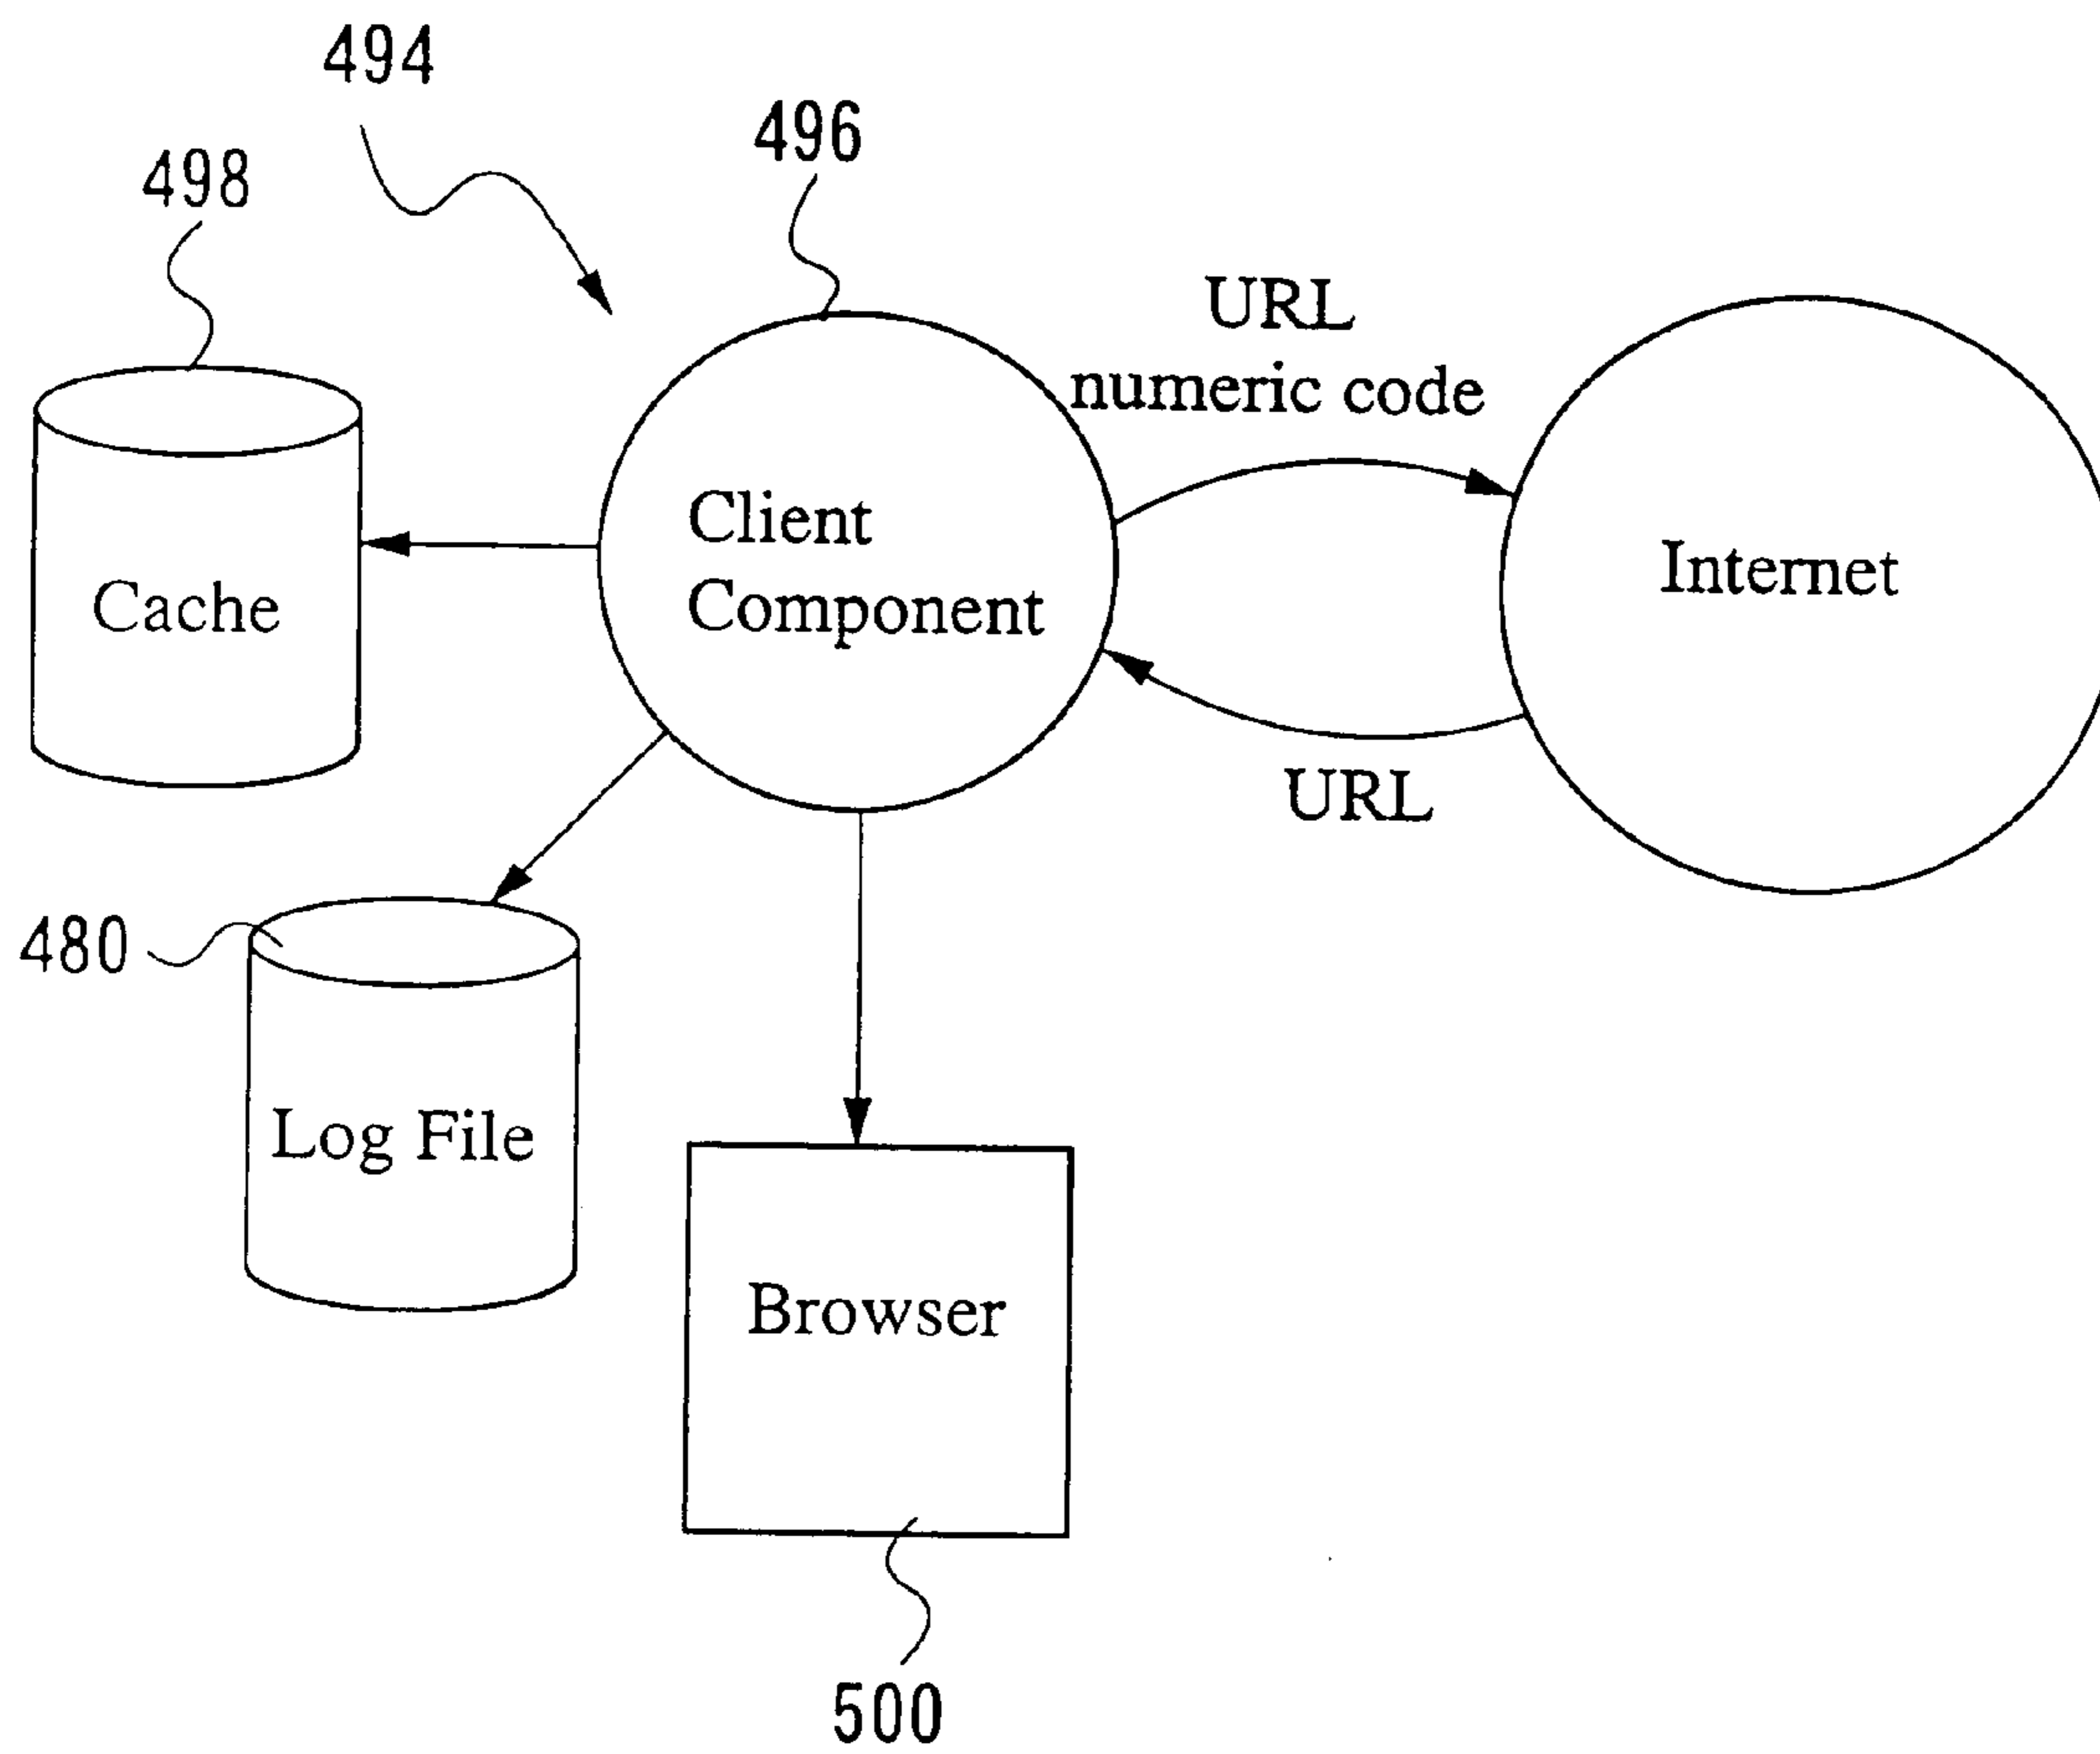 494
496
498
URL
numeric code
Client
Component
Internet
Cache
URL
480
Log File
Browser
500